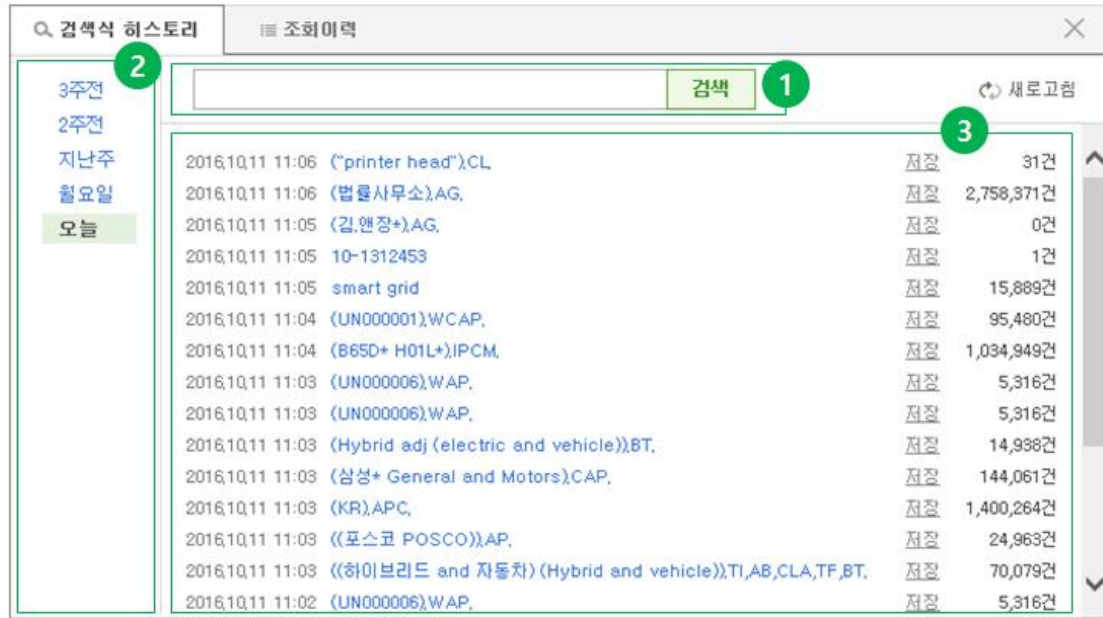 검색식 히스토리 조회이력
2
3주전
2주전
지난주
월요일
오늘
검색 1 새로고침
3
2016,10,11 11:06 ("printer head"),CL, 저장 31건
2016,10,11 11:06 (법률사무소),AG, 저장 2,758,371건
2016,10,11 11:05 (김,앤장*),AG, 저장 0건
2016,10,11 11:05 10-1312453 저장 1건
2016,10,11 11:05 smart grid 저장 15,889건
2016,10,11 11:04 (UN000001),WCAP, 저장 95,480건
2016,10,11 11:04 (B65D* H01L*),IPCM, 저장 1,034,949건
2016,10,11 11:03 (UN000006),WAP, 저장 5,316건
2016,10,11 11:03 (UN000006),WAP, 저장 5,316건
2016,10,11 11:03 (Hybrid adj (electric and vehicle)),BT, 저장 14,938건
2016,10,11 11:03 (삼성* General and Motors),CAP, 저장 144,061건
2016,10,11 11:03 (KR),APC, 저장 1,400,264건
2016,10,11 11:03 ((포스코 POSCO)),AP, 저장 24,963건
2016,10,11 11:03 ((하이브리드 and 자동차) (Hybrid and vehicle)),TI,AB,CLA,TF,BT, 저장 70,079건
2016,10,11 11:02 (UN000006),WAP, 저장 5,316건